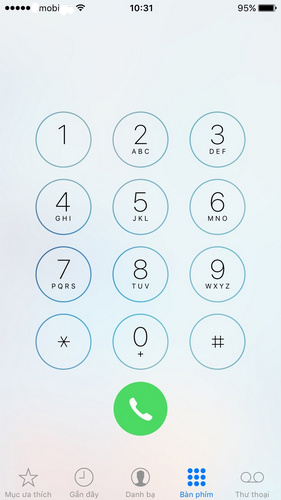 mobi 10:31 95%
1 2 3
ABC DEF
4 5 6
GHI JKL MNO
7 8 9
PQRS TUV WXYZ
* 0 #
+
Mục ưa thích Gần đây Danh bạ Bàn phím Thư thoại